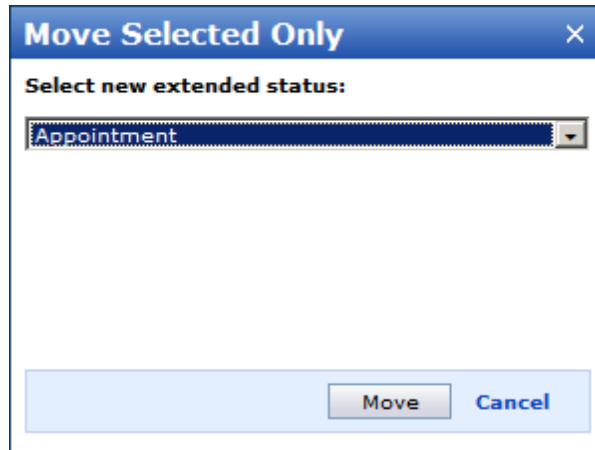 Move Selected Only
Select new extended status:
Appointment
Move Cancel